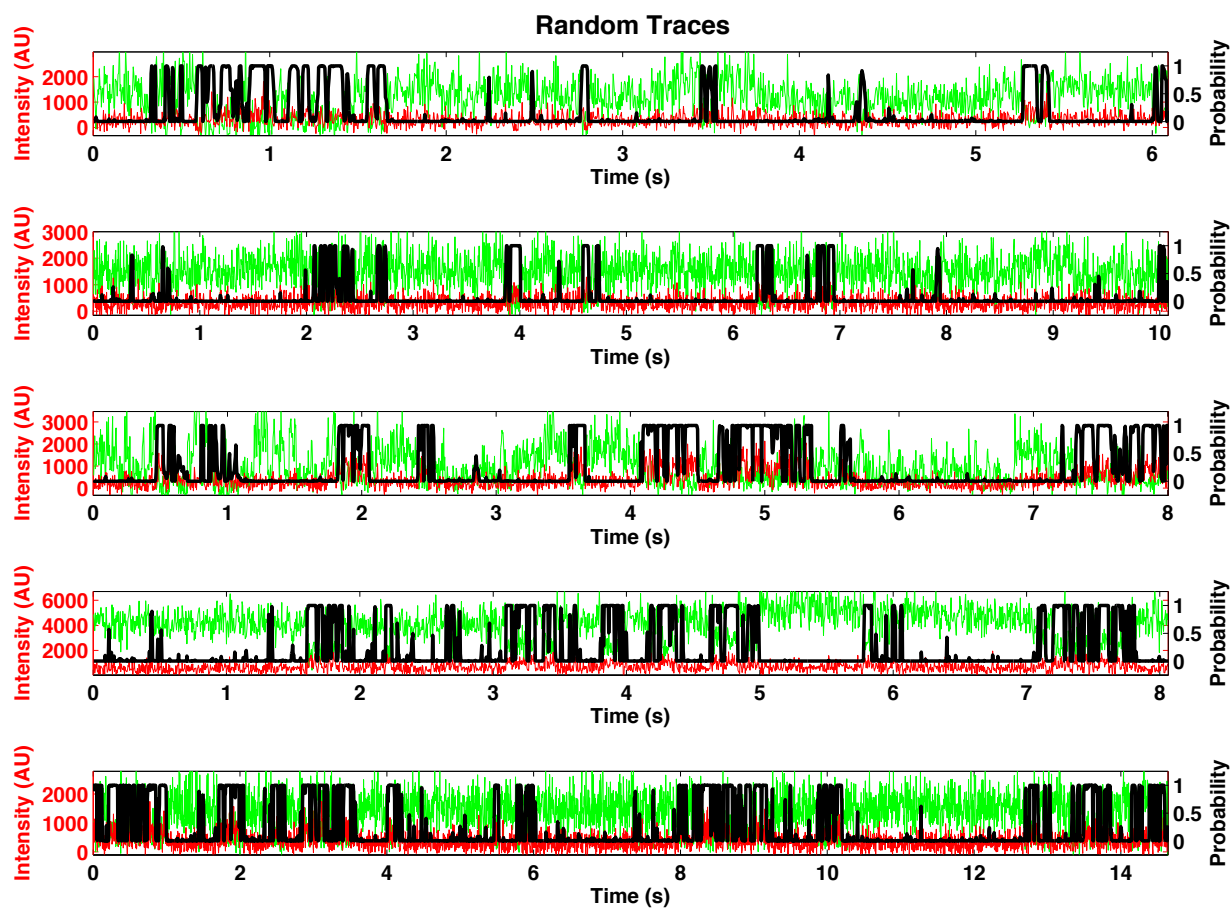 Random Traces
Intensity (AU)
2000
1000
0
1
0.5
0
Probability
0 1 2 3 4 5 6
Time (s)
Intensity (AU)
3000
2000
1000
0
1
0.5
0
Probability
0 1 2 3 4 5 6 7 8 9 10
Time (s)
Intensity (AU)
3000
2000
1000
0
1
0.5
0
Probability
0 1 2 3 4 5 6 7 8
Time (s)
Intensity (AU)
6000
4000
2000
1
0.5
0
Probability
0 1 2 3 4 5 6 7 8
Time (s)
Intensity (AU)
2000
1000
0
1
0.5
0
Probability
0 2 4 6 8 10 12 14
Time (s)